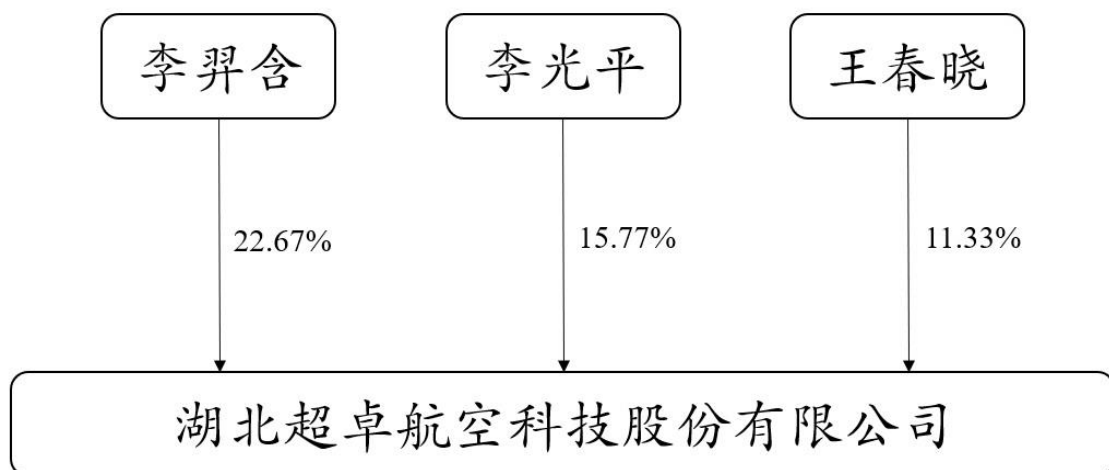 李羿含
李光平
王春晓
22.67%
15.77%
11.33%
湖北超卓航空科技股份有限公司